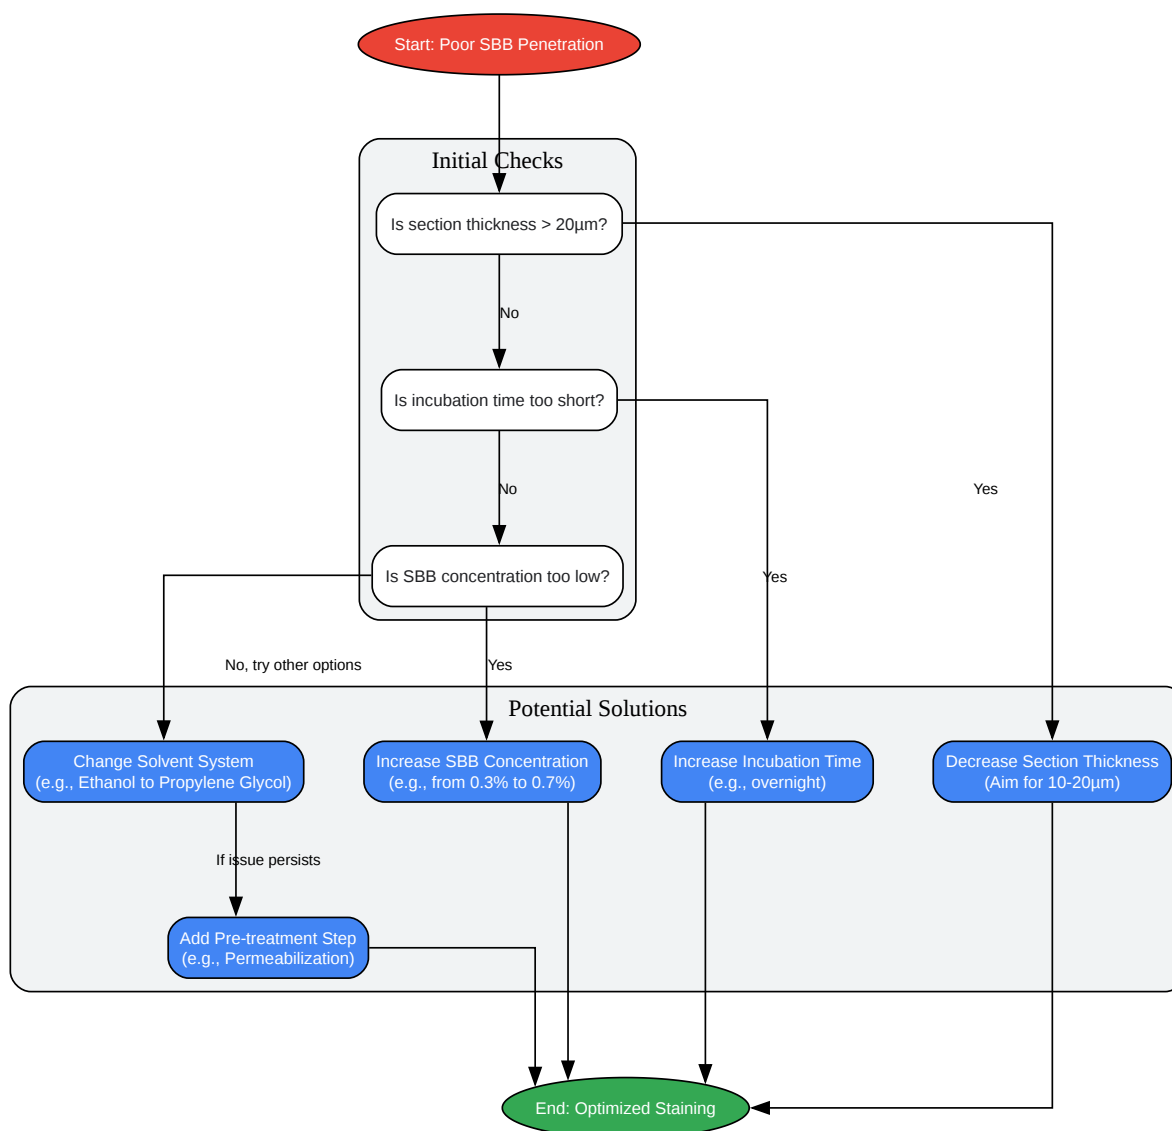 Start: Poor SBB Penetration
Initial Checks
Is section thickness > 20µm?
No
Is incubation time too short?
No
Yes
Is SBB concentration too low?
Yes
No, try other options
Yes
Potential Solutions
Change Solvent System
(e.g., Ethanol to Propylene Glycol)
Increase SBB Concentration
(e.g., from 0.3% to 0.7%)
Increase Incubation Time
(e.g., overnight)
Decrease Section Thickness
(Aim for 10-20µm)
If issue persists
Add Pre-treatment Step
(e.g., Permeabilization)
End: Optimized Staining